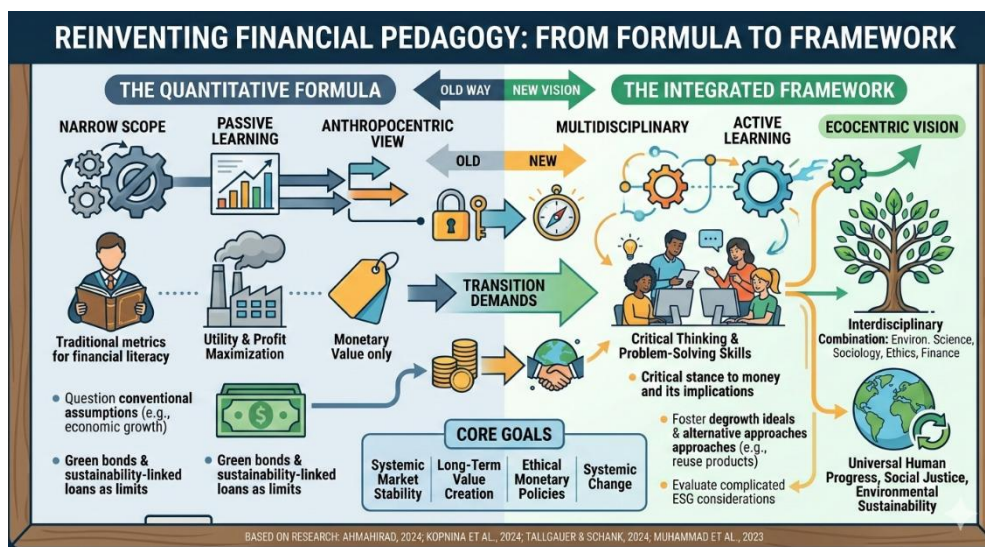 REINVENTING FINANCIAL PEDAGOGY: FROM FORMULA TO FRAMEWORK
THE QUANTITATIVE FORMULA
OLD WAY
NEW VISION
THE INTEGRATED FRAMEWORK
NARROW SCOPE
PASSIVE
LEARNING
ANTHROPOCENTRIC
VIEW
OLD
NEW
MULTIDISCIPLINARY
ACTIVE
LEARNING
ECOCENTRIC VISION
Traditional metrics
for financial literacy
Utility & Profit
Maximization
Monetary
Value only
TRANSITION
DEMANDS
Critical Thinking &
Problem-Solving Skills
Interdisciplinary
Combination: Environ. Science,
Sociology, Ethics, Finance
• Question conventional
assumptions (e.g.,
economic growth)
• Green bonds &
sustainability-linked
loans as limits
$
• Green bonds &
sustainability-linked
loans as limits
CORE GOALS
Systemic
Market
Stability
Long-Term
Value
Creation
Ethical
Monetary
Policies
Systemic
Change
• Critical stance to money
and its implications
• Foster degrowth ideals
& alternative approaches
approaches (e.g.,
reuse products)
• Evaluate complicated
ESG considerations
Universal Human
Progress, Social Justice,
Environmental
Sustainability
BASED ON RESEARCH: AHMAHIRAD, 2024; KOPNINA ET AL., 2024; TALLGAUER & SCHANK, 2024; MUHAMMAD ET AL., 2023